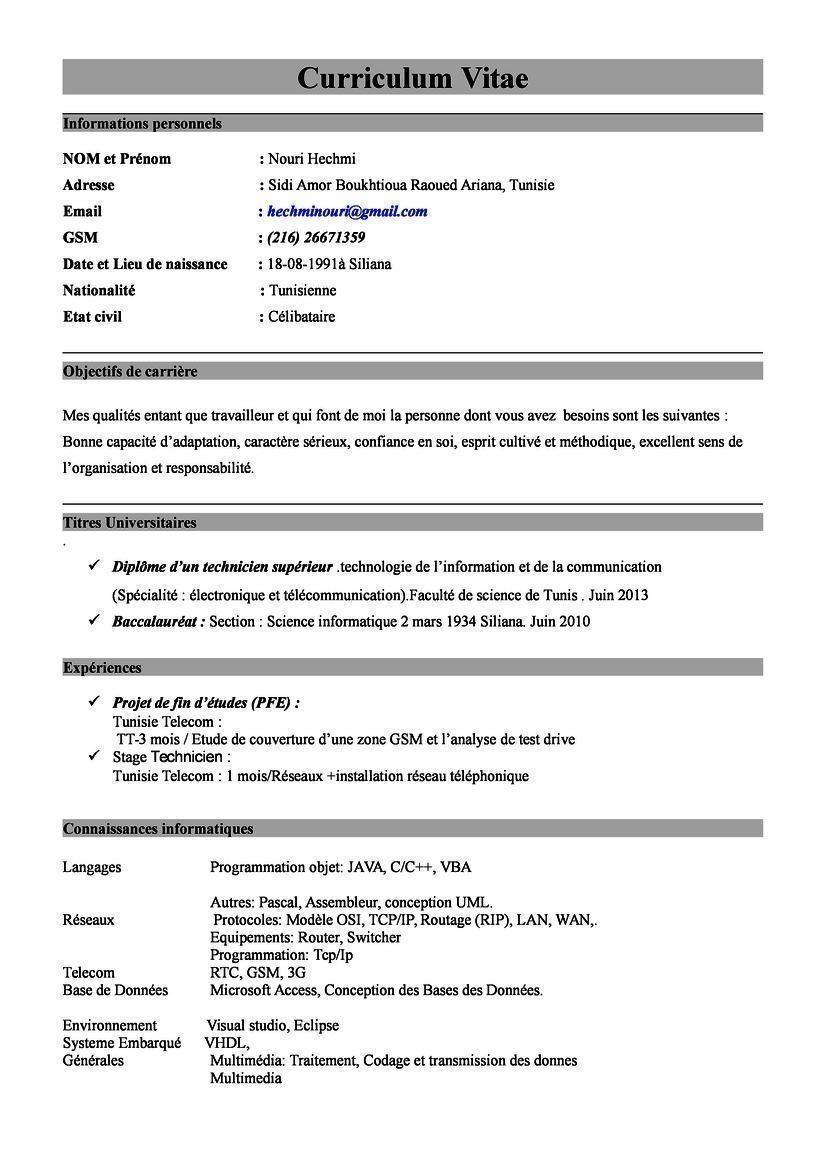 Curriculum Vitae
Informations personnels
NOM et Prénom : Nouri Hechmi
Adresse : Sidi Amor Boukhtioua Raoued Ariana, Tunisie
Email : hechminouri@gmail.com
GSM : (216) 26671359
Date et Lieu de naissance : 18-08-1991à Siliana
Nationalité : Tunisienne
Etat civil : Célibataire
Objectifs de carrière
Mes qualités entant que travailleur et qui font de moi la personne dont vous avez besoins sont les suivantes :
Bonne capacité d’adaptation, caractère sérieux, confiance en soi, esprit cultivé et méthodique, excellent sens de
l’organisation et responsabilité.
Titres Universitaires
.
✓ Diplôme d’un technicien supérieur .technologie de l’information et de la communication
(Spécialité : électronique et télécommunication).Faculté de science de Tunis . Juin 2013
✓ Baccalauréat : Section : Science informatique 2 mars 1934 Siliana. Juin 2010
Expériences
✓ Projet de fin d’études (PFE) :
Tunisie Telecom :
TT-3 mois / Etude de couverture d’une zone GSM et l’analyse de test drive
✓ Stage Technicien :
Tunisie Telecom : 1 mois/Réseaux +installation réseau téléphonique
Connaissances informatiques
Langages Programmation objet: JAVA, C/C++, VBA
Autres: Pascal, Assembleur, conception UML.
Réseaux Protocoles: Modèle OSI, TCP/IP, Routage (RIP), LAN, WAN,.
Equipements: Router, Switcher
Programmation: Tcp/Ip
Telecom RTC, GSM, 3G
Base de Données Microsoft Access, Conception des Bases des Données.
Environnement Visual studio, Eclipse
Systeme Embarqué VHDL,
Générales Multimédia: Traitement, Codage et transmission des donnes
Multimedia